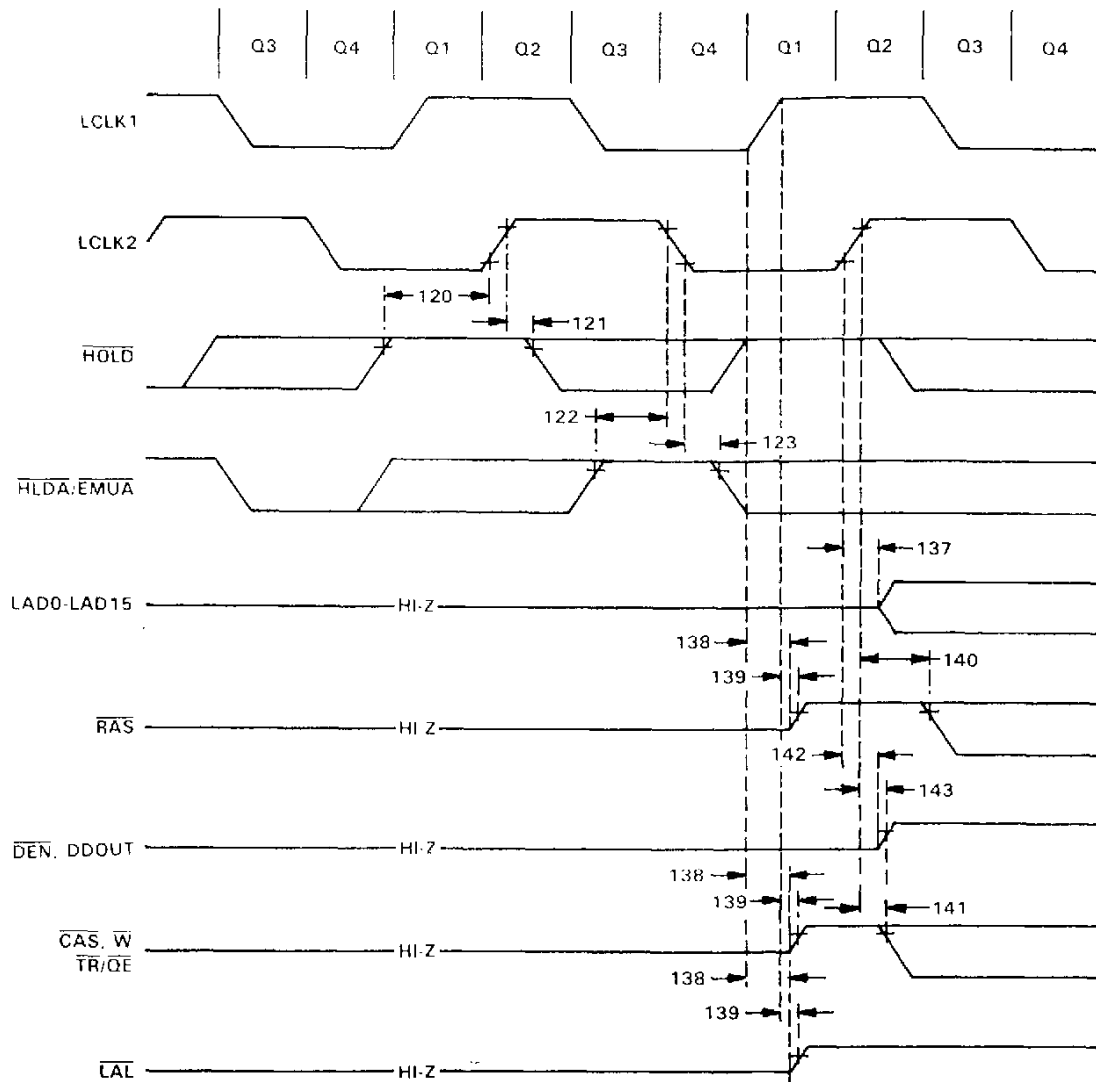 Q3 Q4 Q1 Q2 Q3 Q4 Q1 Q2 Q3 Q4
LCLK1
LCLK2
120
121
HOLD
122
123
HLDA/EMUA
137
LAD0-LAD15 HI-Z
138
140
139
RAS HI-Z
142
143
DEN, DDOUT HI-Z
138
139 141
CAS, W
TR/QE HI-Z
138
139
LAL HI-Z